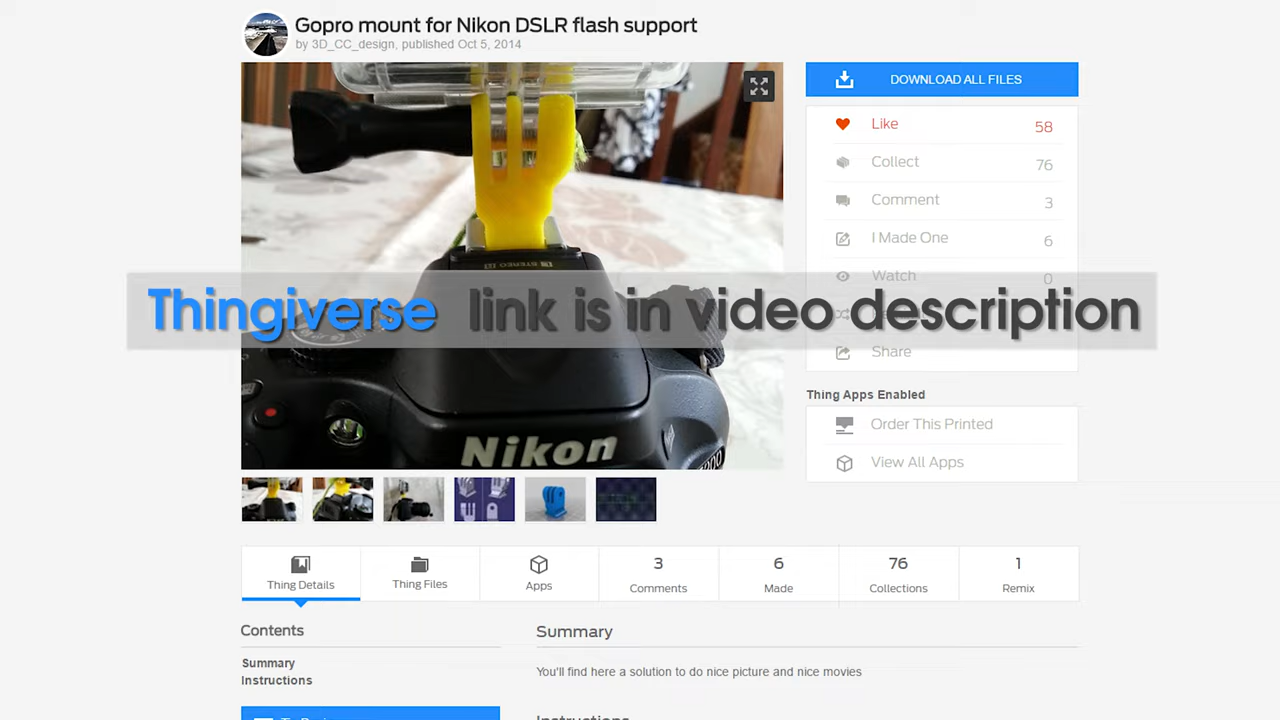 Gopro mount for Nikon DSLR flash support
by 3D_CC_design, published Oct 5, 2014
DOWNLOAD ALL FILES
Like 58
Collect 76
Comment 3
I Made One 6
Watch 0
Thingiverse link is in video description
Share
STEREO
Nikon
Thing Apps Enabled
Order This Printed
View All Apps
Thing Details
Thing Files
Apps
3 Comments
6 Made
76 Collections
1 Remix
Contents
Summary
Instructions
Summary
You'll find here a solution to do nice picture and nice movies
Instructions